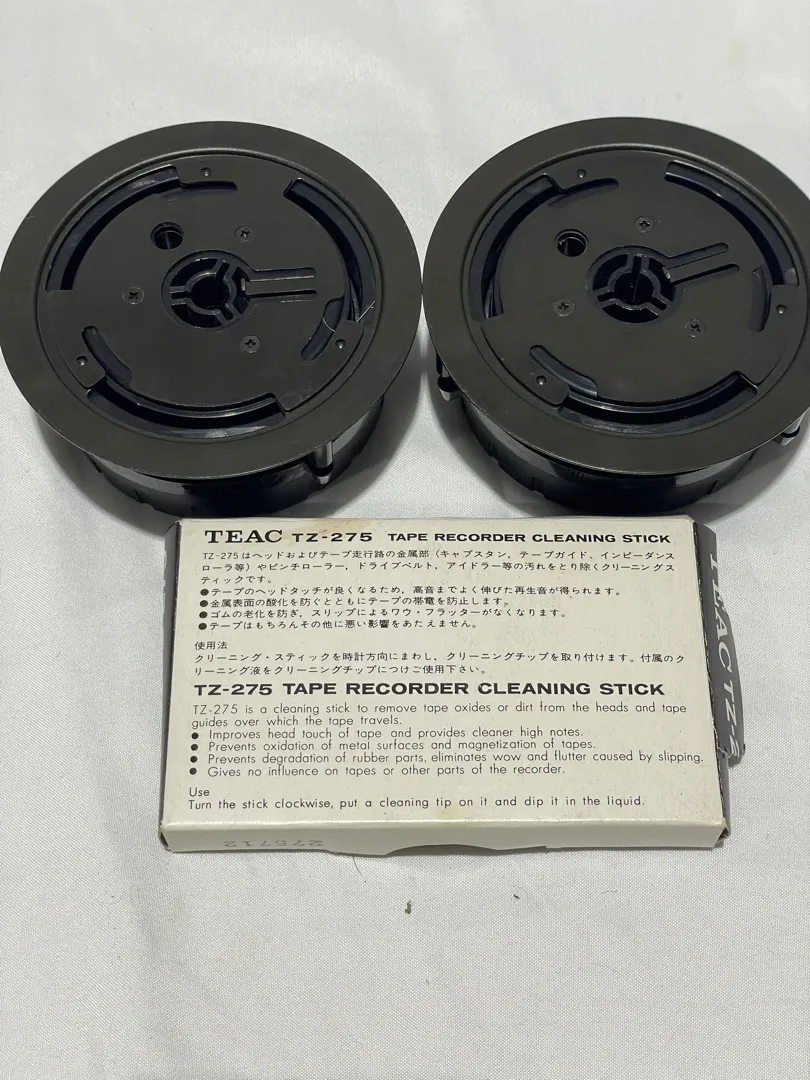 TEAC TZ-275 TAPE RECORDER CLEANING STICK
TZ-275はヘッドおよびテープ走行路の金属部（キャプスタン，テープガイド，インピーダンス
ローラ等）やピンチローラー，ドライブベルト，アイドラー等の汚れをとり除くクリーニングス
ティックです。
●テープのヘッドタッチが良くなるため，高音までよく伸びた再生音が得られます。
●金属表面の酸化を防ぐとともにテープの帯電を防止します。
●ゴムの老化を防ぎ，スリップによるワウ・フラッターがなくなります。
●テープはもちろんその他に悪い影響をあたえません。
使用法
クリーニング・スティックを時計方向にまわし，クリーニングチップを取り付けます。付属のク
リーニング液をクリーニングチップにつけご使用下さい。
TZ-275 TAPE RECORDER CLEANING STICK
TZ-275 is a cleaning stick to remove tape oxides or dirt from the heads and tape
guides over which the tape travels.
● Improves head touch of tape and provides cleaner high notes.
● Prevents oxidation of metal surfaces and magnetization of tapes.
● Prevents degradation of rubber parts, eliminates wow and flutter caused by slipping.
● Gives no influence on tapes or other parts of the recorder.
Use
Turn the stick clockwise, put a cleaning tip on it and dip it in the liquid.
275712
TEAC TZ-2